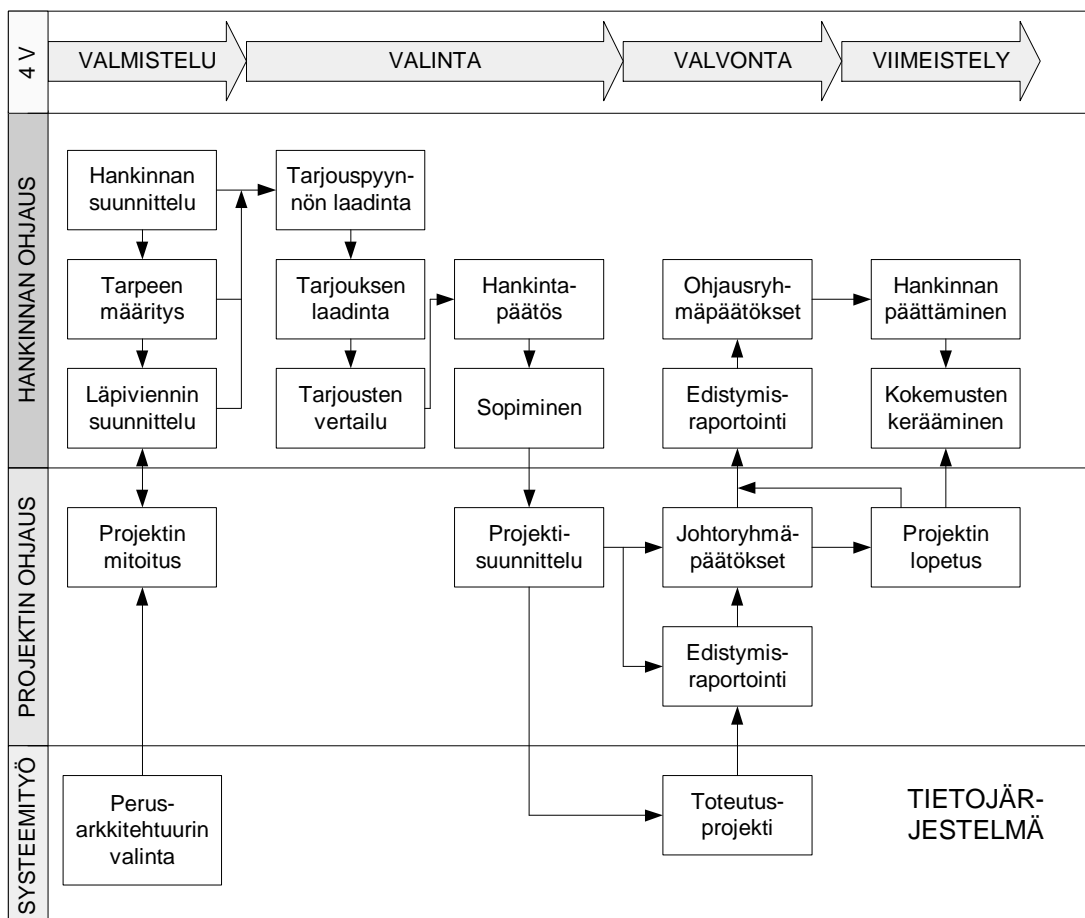 4 V
VALMISTELU
VALINTA
VALVONTA
VIIMEISTELY
HANKINNAN OHJAUS
Hankinnan
suunnittelu
Tarjouspyyn-
nön laadinta
Tarpeen
määritys
Tarjouksen
laadinta
Hankinta-
päätös
Ohjausryh-
mäpäätökset
Hankinnan
päättäminen
Läpiviennin
suunnittelu
Tarjousten
vertailu
Sopiminen
Edistymis-
raportointi
Kokemusten
kerääminen
PROJEKTIN OHJAUS
Projektin
mitoitus
Projekti-
suunnittelu
Johtoryhmä-
päätökset
Projektin
lopetus
Edistymis-
raportointi
SYSTEEMITYÖ
Perus-
arkkitehtuurin
valinta
Toteutus-
projekti
TIETOJÄR-
JESTELMÄ